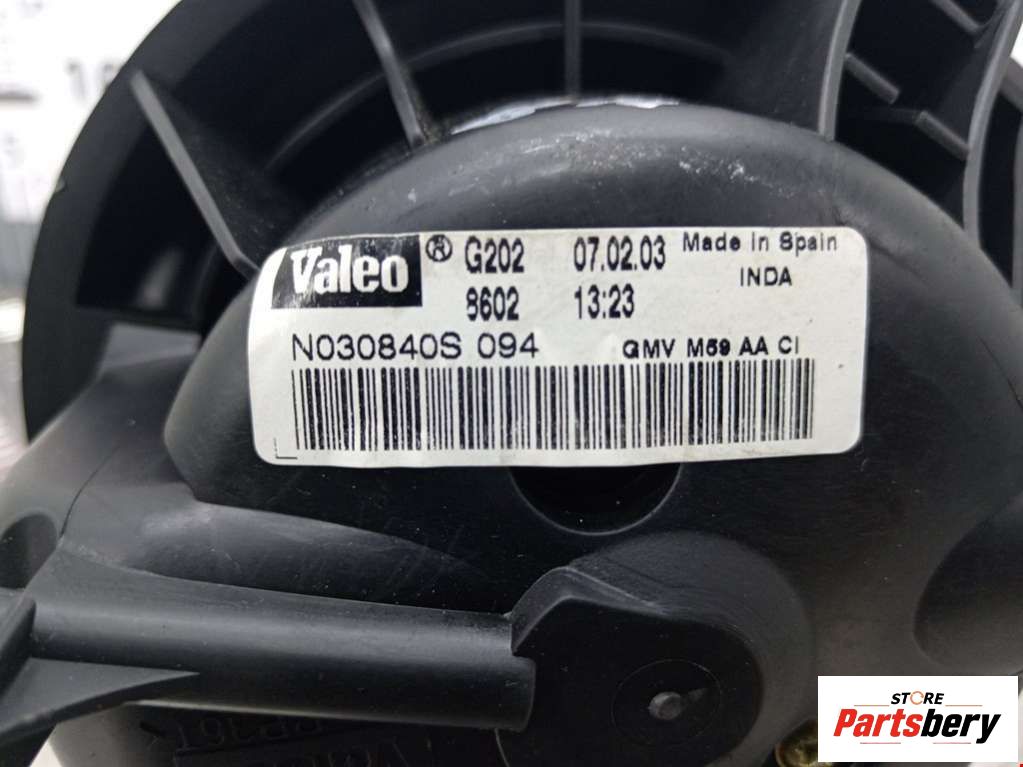 Valeo ® G202 07.02.03 Made in Spain
8602 13:23 INDA
N030840S 094 GMV M59 AA CI
STORE
Partsbery